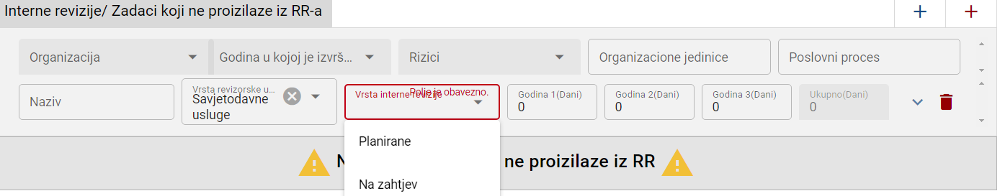 Interne revizije/ Zadaci koji ne proizilaze iz RR-a
Organizacija
Godina u kojoj je izvrš...
Rizici
Organizacione jedinice
Poslovni proces
Naziv
Vrsta revizorske u...
Savjetodavne
usluge
Vrsta interne revizije
Polje je obavezno.
Godina 1(Dani)
0
Godina 2(Dani)
0
Godina 3(Dani)
0
Ukupno(Dani)
0
Planirane
Na zahtjev
ne proizilaze iz RR